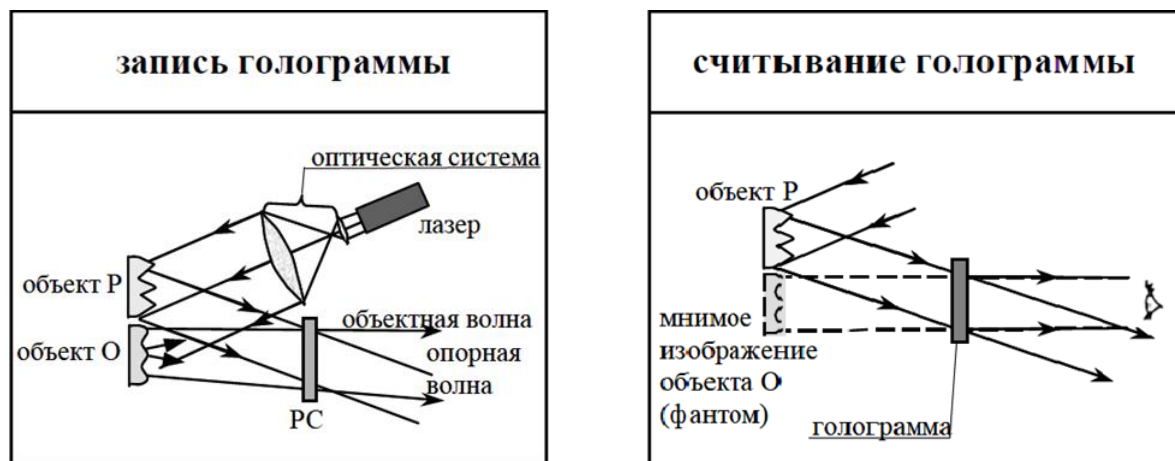 запись голограммы
оптическая система
лазер
объект Р
объект О
объектная волна
опорная
волна
РС
считывание голограммы
объект Р
мнимое
изображение
объекта О
(фантом)
голограмма